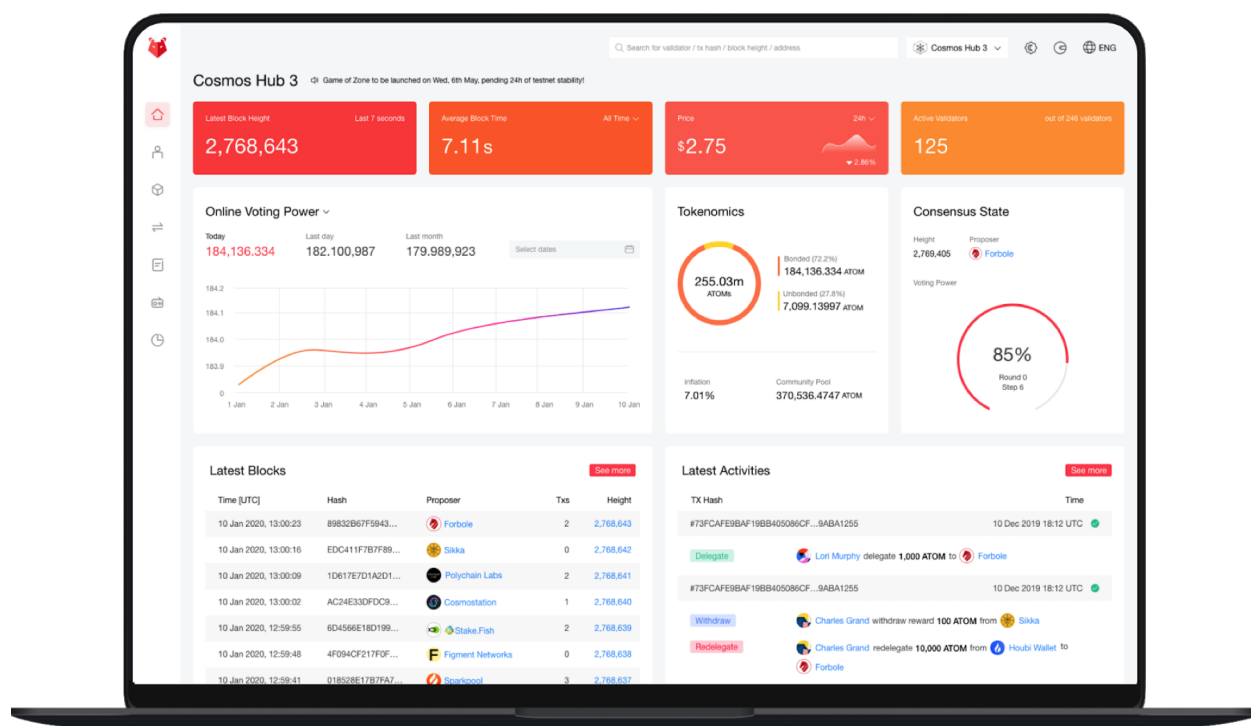 Search for validator / tx hash / block height / address
Cosmos Hub 3
ENG
Cosmos Hub 3 Game of Zone to be launched on Wed, 6th May, pending 24h of testnet stability!
Latest Block Height Last 7 seconds
2,768,643
Average Block Time All Time
7.11s
Price 24h
$2.75
2.86%
Active Validators out of 246 validators
125
Online Voting Power
Today Last day Last month
184,136.334 182.100,987 179.989,923 Select dates
184.2
184.1
184.0
183.9
0
1 Jan 2 Jan 3 Jan 4 Jan 5 Jan 6 Jan 7 Jan 8 Jan 9 Jan 10 Jan
Tokenomics
255.03m
ATOMs
Bonded (72.2%)
184,136.334 ATOM
Unbonded (27.8%)
7,099.13997 ATOM
Inflation Community Pool
7.01% 370,536.4747 ATOM
Consensus State
Height Proposer
2,769,405 Forbole
Voting Power
85%
Round 0
Step 6
Latest Blocks See more
Time [UTC] Hash Proposer Txs Height
10 Jan 2020, 13:00:23 89832B67F5943... Forbole 2 2,768,643
10 Jan 2020, 13:00:16 EDC411F7B7F89... Sikka 0 2,768,642
10 Jan 2020, 13:00:09 1D617E7D1A2D1... Polychain Labs 2 2,768,641
10 Jan 2020, 13:00:02 AC24E33DFDC9... Cosmostation 1 2,768,640
10 Jan 2020, 12:59:55 6D4566E18D199... Stake.Fish 2 2,768,639
10 Jan 2020, 12:59:48 4F094CF217F0F... Figment Networks 0 2,768,638
10 Jan 2020, 12:59:41 018528E17B7FA7... Sparkpool 3 2,768,637
Latest Activities See more
TX Hash Time
#73FCAFE9BAF19BB405086CF...9ABA1255 10 Dec 2019 18:12 UTC
Delegate Lori Murphy delegate 1,000 ATOM to Forbole
#73FCAFE9BAF19BB405086CF...9ABA1255 10 Dec 2019 18:12 UTC
Withdraw Charles Grand withdraw reward 100 ATOM from Sikka
Redelegate Charles Grand redelegate 10,000 ATOM from Houbi Wallet to
Forbole